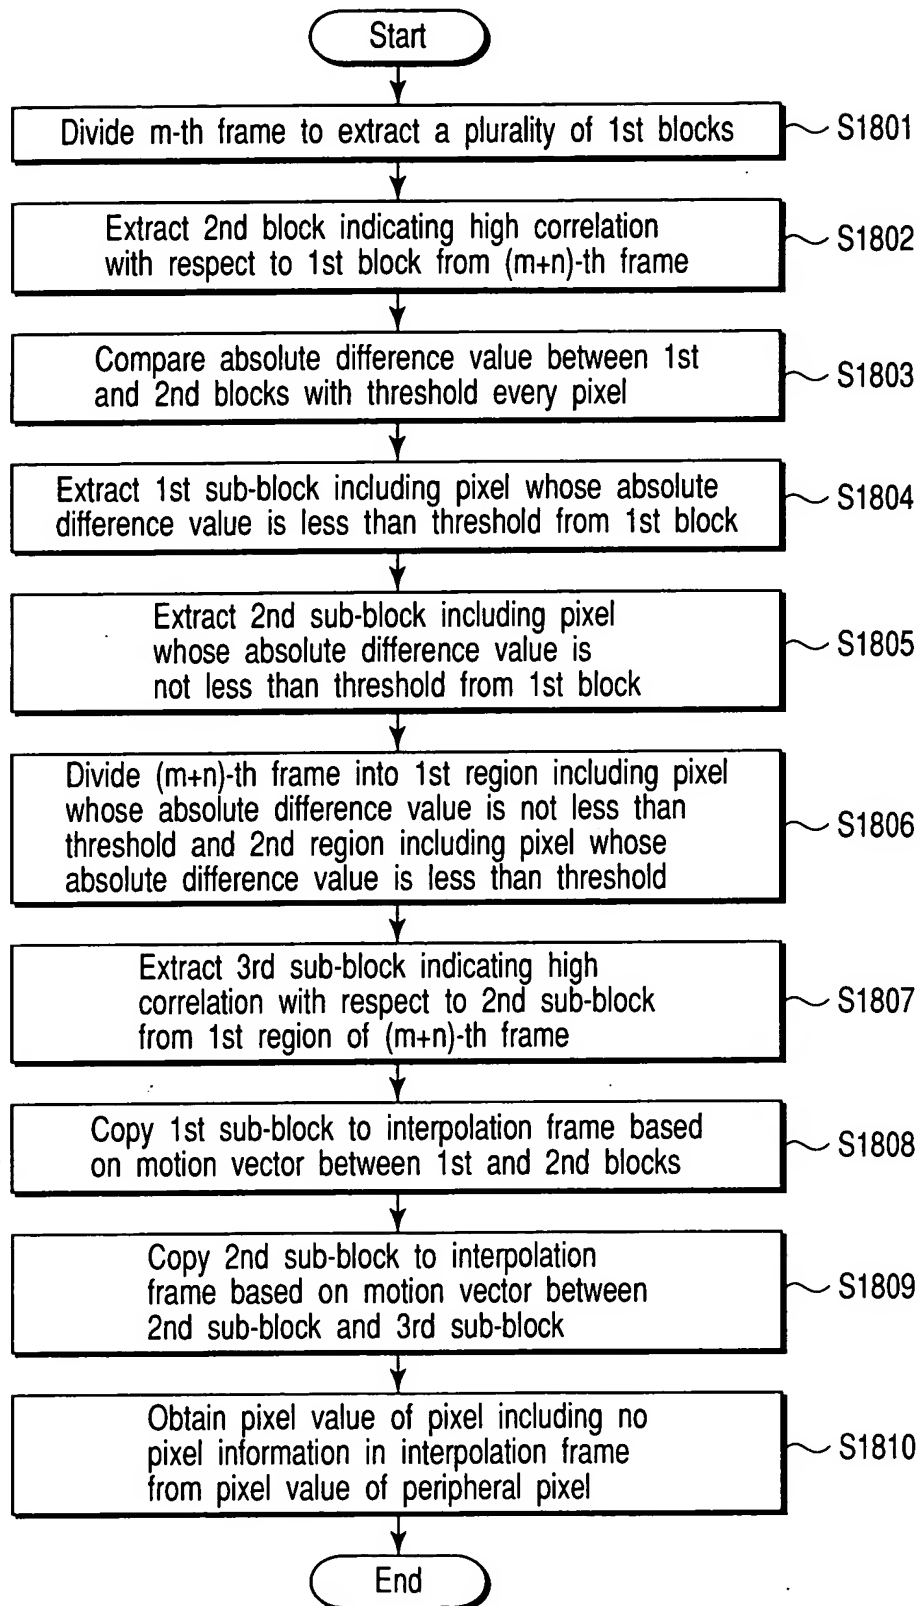 Start
Divide m-th frame to extract a plurality of 1st blocks
S1801
Extract 2nd block indicating high correlation
with respect to 1st block from (m+n)-th frame
S1802
Compare absolute difference value between 1st
and 2nd blocks with threshold every pixel
S1803
Extract 1st sub-block including pixel whose absolute
difference value is less than threshold from 1st block
S1804
Extract 2nd sub-block including pixel
whose absolute difference value is
not less than threshold from 1st block
S1805
Divide (m+n)-th frame into 1st region including pixel
whose absolute difference value is not less than
threshold and 2nd region including pixel whose
absolute difference value is less than threshold
S1806
Extract 3rd sub-block indicating high
correlation with respect to 2nd sub-block
from 1st region of (m+n)-th frame
S1807
Copy 1st sub-block to interpolation frame based
on motion vector between 1st and 2nd blocks
S1808
Copy 2nd sub-block to interpolation
frame based on motion vector between
2nd sub-block and 3rd sub-block
S1809
Obtain pixel value of pixel including no
pixel information in interpolation frame
from pixel value of peripheral pixel
S1810
End